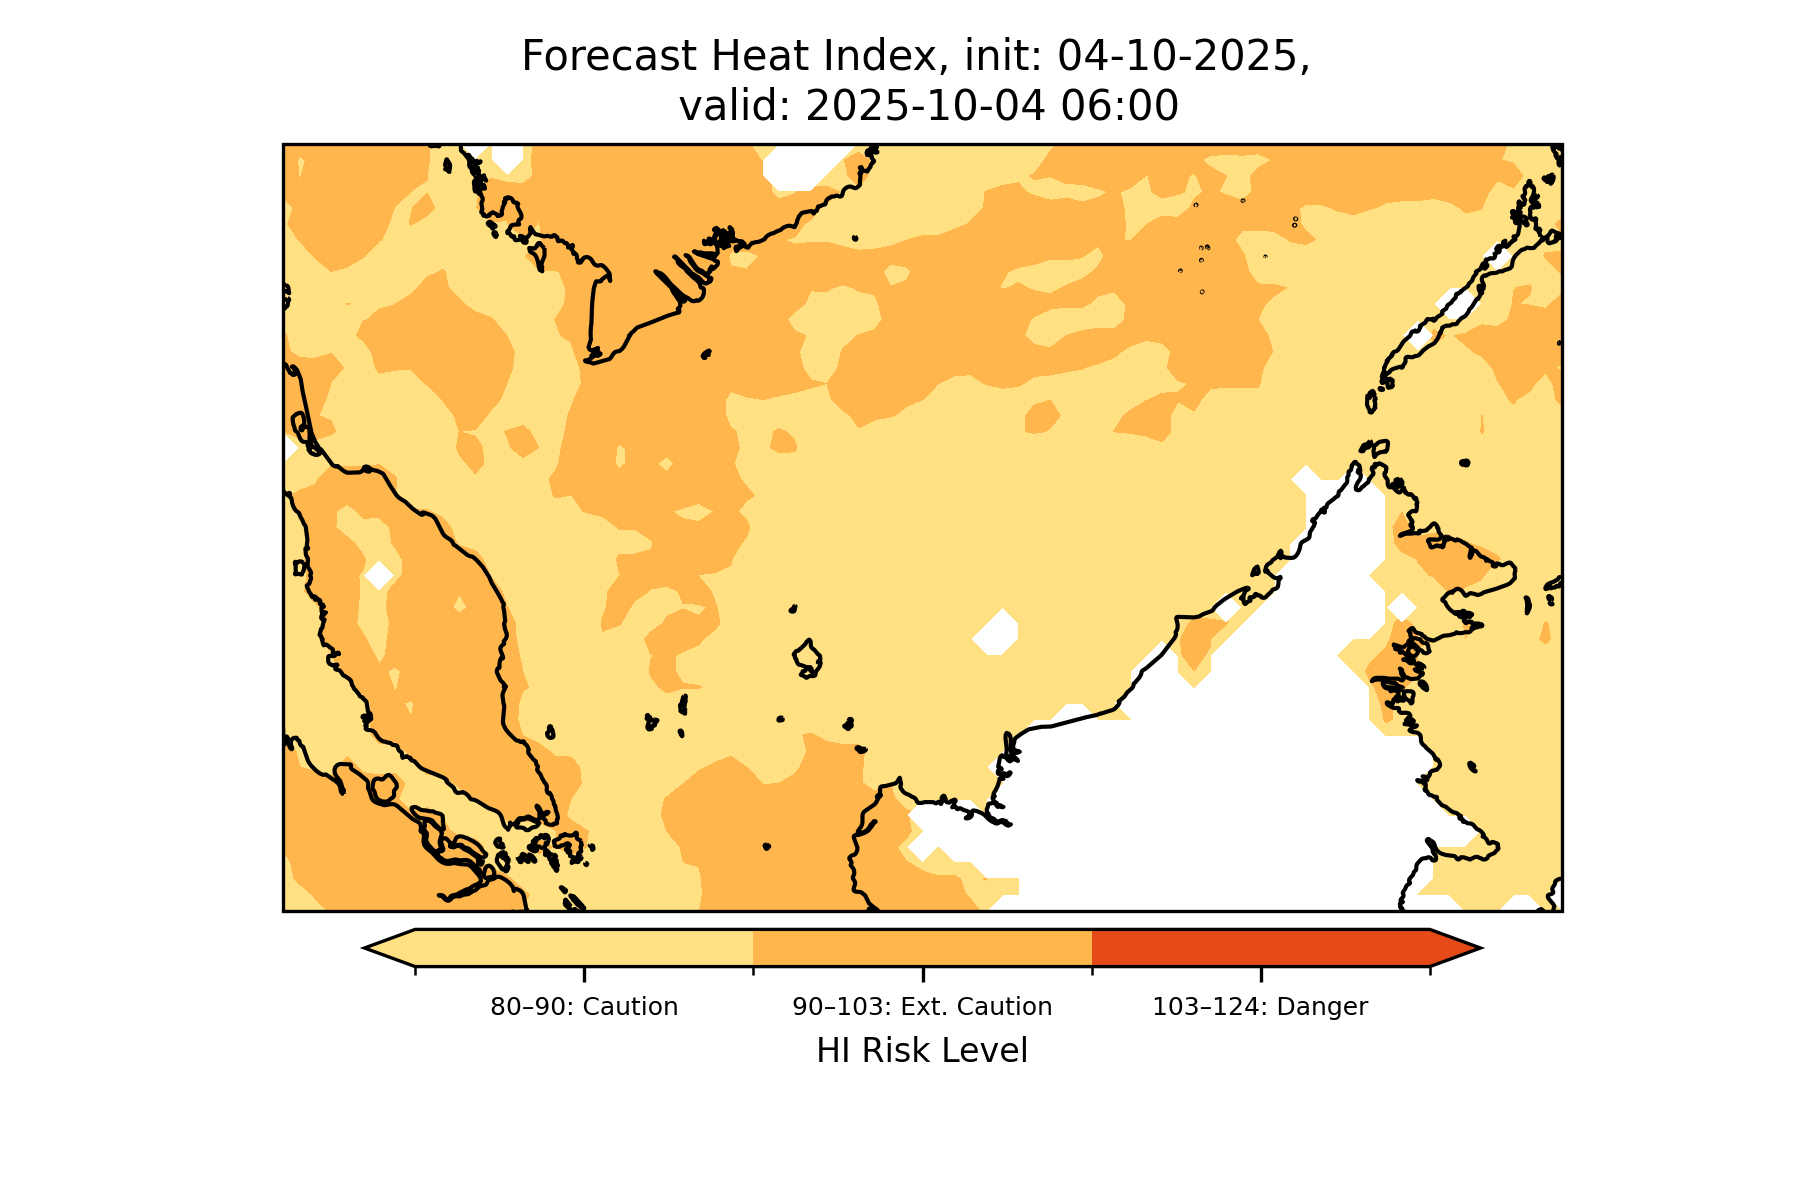 Forecast Heat Index, init: 04-10-2025,
valid: 2025-10-04 06:00
80–90: Caution
90–103: Ext. Caution
103–124: Danger
HI Risk Level